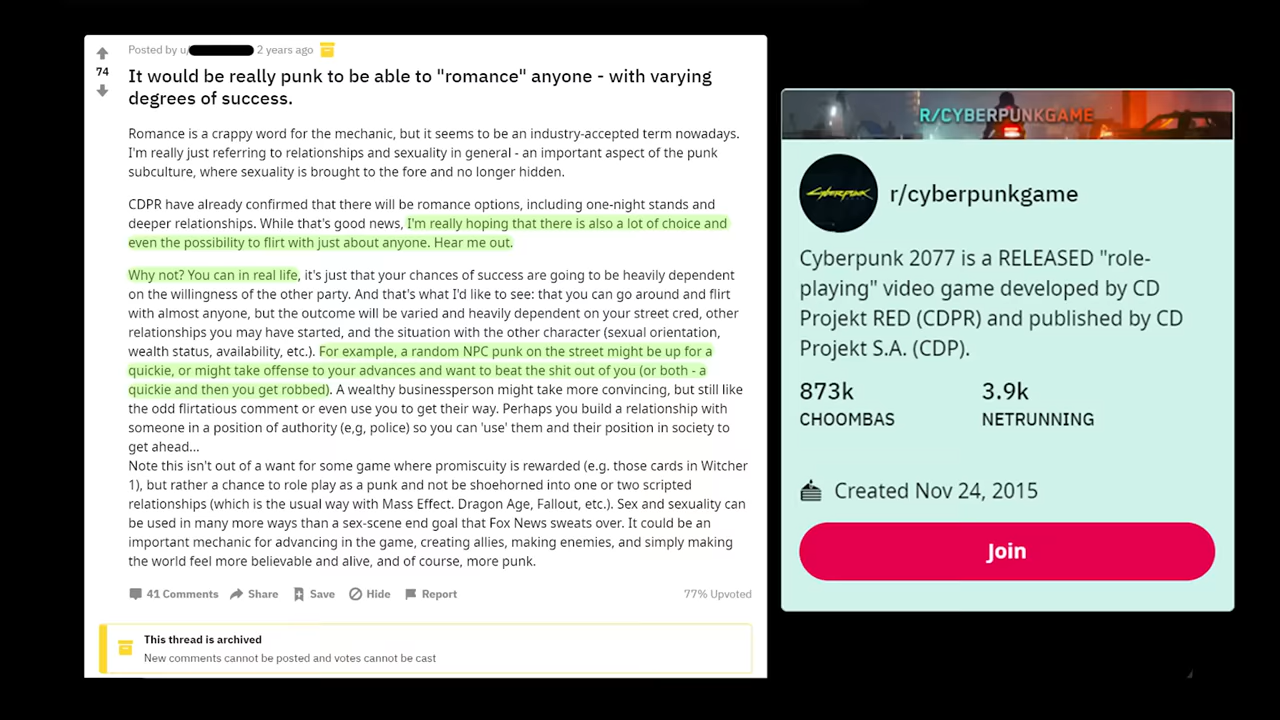 Posted by u/ 2 years ago
74
It would be really punk to be able to "romance" anyone - with varying
degrees of success.
Romance is a crappy word for the mechanic, but it seems to be an industry-accepted term nowadays.
I'm really just referring to relationships and sexuality in general - an important aspect of the punk
subculture, where sexuality is brought to the fore and no longer hidden.
CDPR have already confirmed that there will be romance options, including one-night stands and
deeper relationships. While that's good news, I'm really hoping that there is also a lot of choice and
even the possibility to flirt with just about anyone. Hear me out.
Why not? You can in real life, it's just that your chances of success are going to be heavily dependent
on the willingness of the other party. And that's what I'd like to see: that you can go around and flirt
with almost anyone, but the outcome will be varied and heavily dependent on your street cred, other
relationships you may have started, and the situation with the other character (sexual orientation,
wealth status, availability, etc.). For example, a random NPC punk on the street might be up for a
quickie, or might take offense to your advances and want to beat the shit out of you (or both - a
quickie and then you get robbed). A wealthy businessperson might take more convincing, but still like
the odd flirtatious comment or even use you to get their way. Perhaps you build a relationship with
someone in a position of authority (e,g, police) so you can 'use' them and their position in society to
get ahead...
Note this isn't out of a want for some game where promiscuity is rewarded (e.g. those cards in Witcher
1), but rather a chance to role play as a punk and not be shoehorned into one or two scripted
relationships (which is the usual way with Mass Effect. Dragon Age, Fallout, etc.). Sex and sexuality can
be used in many more ways than a sex-scene end goal that Fox News sweats over. It could be an
important mechanic for advancing in the game, creating allies, making enemies, and simply making
the world feel more believable and alive, and of course, more punk.
41 Comments Share Save Hide Report 77% Upvoted
This thread is archived
New comments cannot be posted and votes cannot be cast
R/CYBERPUNKGAME
Cyberpunk
r/cyberpunkgame
Cyberpunk 2077 is a RELEASED "role-
playing" video game developed by CD
Projekt RED (CDPR) and published by CD
Projekt S.A. (CDP).
873k 3.9k
CHOOMBAS NETRUNNING
Created Nov 24, 2015
Join